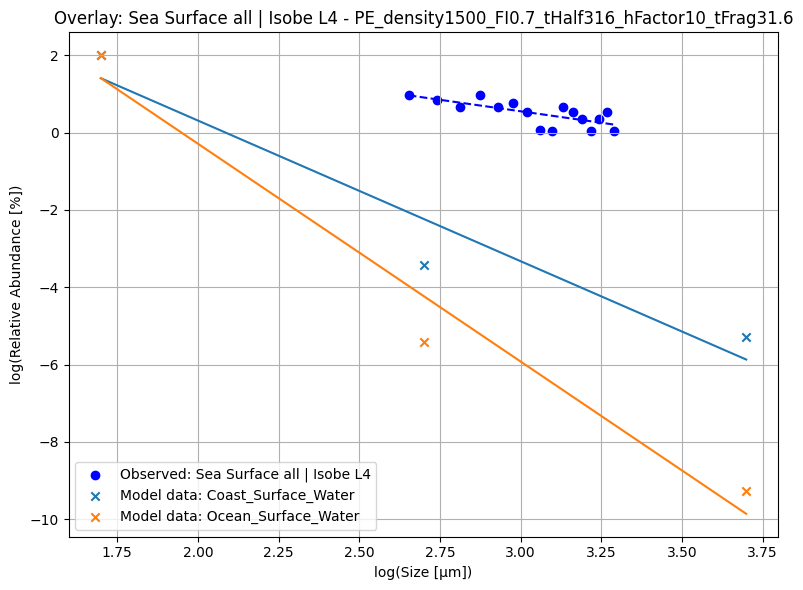 Overlay: Sea Surface all | Isobe L4 - PE_density1500_FI0.7_tHalf316_hFactor10_tFrag31.6
log(Relative Abundance [%])
2
0
−2
−4
−6
−8
−10
Observed: Sea Surface all | Isobe L4
Model data: Coast_Surface_Water
Model data: Ocean_Surface_Water
1.75 2.00 2.25 2.50 2.75 3.00 3.25 3.50 3.75
log(Size [μm])